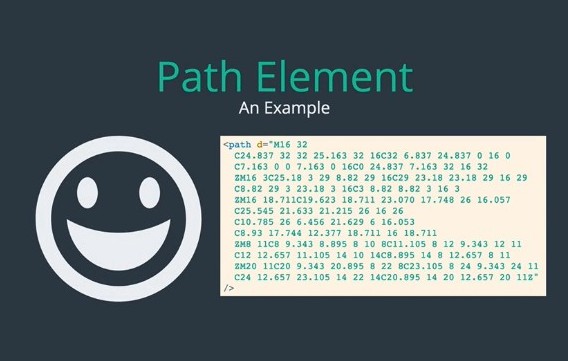 Path Element
An Example
<path d="M16 32
C24.837 32 32 25.163 32 16C32 6.837 24.837 0 16 0
C7.163 0 0 7.163 0 16C0 24.837 7.163 32 16 32
ZM16 3C25.18 3 29 8.82 29 16C29 23.18 23.18 29 16 29
C8.82 29 3 23.18 3 16C3 8.82 8.82 3 16 3
ZM16 18.711C19.623 18.711 23.070 17.748 26 16.057
C25.545 21.633 21.215 26 16 26
C10.785 26 6.456 21.629 6 16.053
C8.93 17.744 12.377 18.711 16 18.711
ZM8 11C8 9.343 8.895 8 10 8C11.105 8 12 9.343 12 11
C12 12.657 11.105 14 10 14C8.895 14 8 12.657 8 11
ZM20 11C20 9.343 20.895 8 22 8C23.105 8 24 9.343 24 11
C24 12.657 23.105 14 22 14C20.895 14 20 12.657 20 11Z"
/>